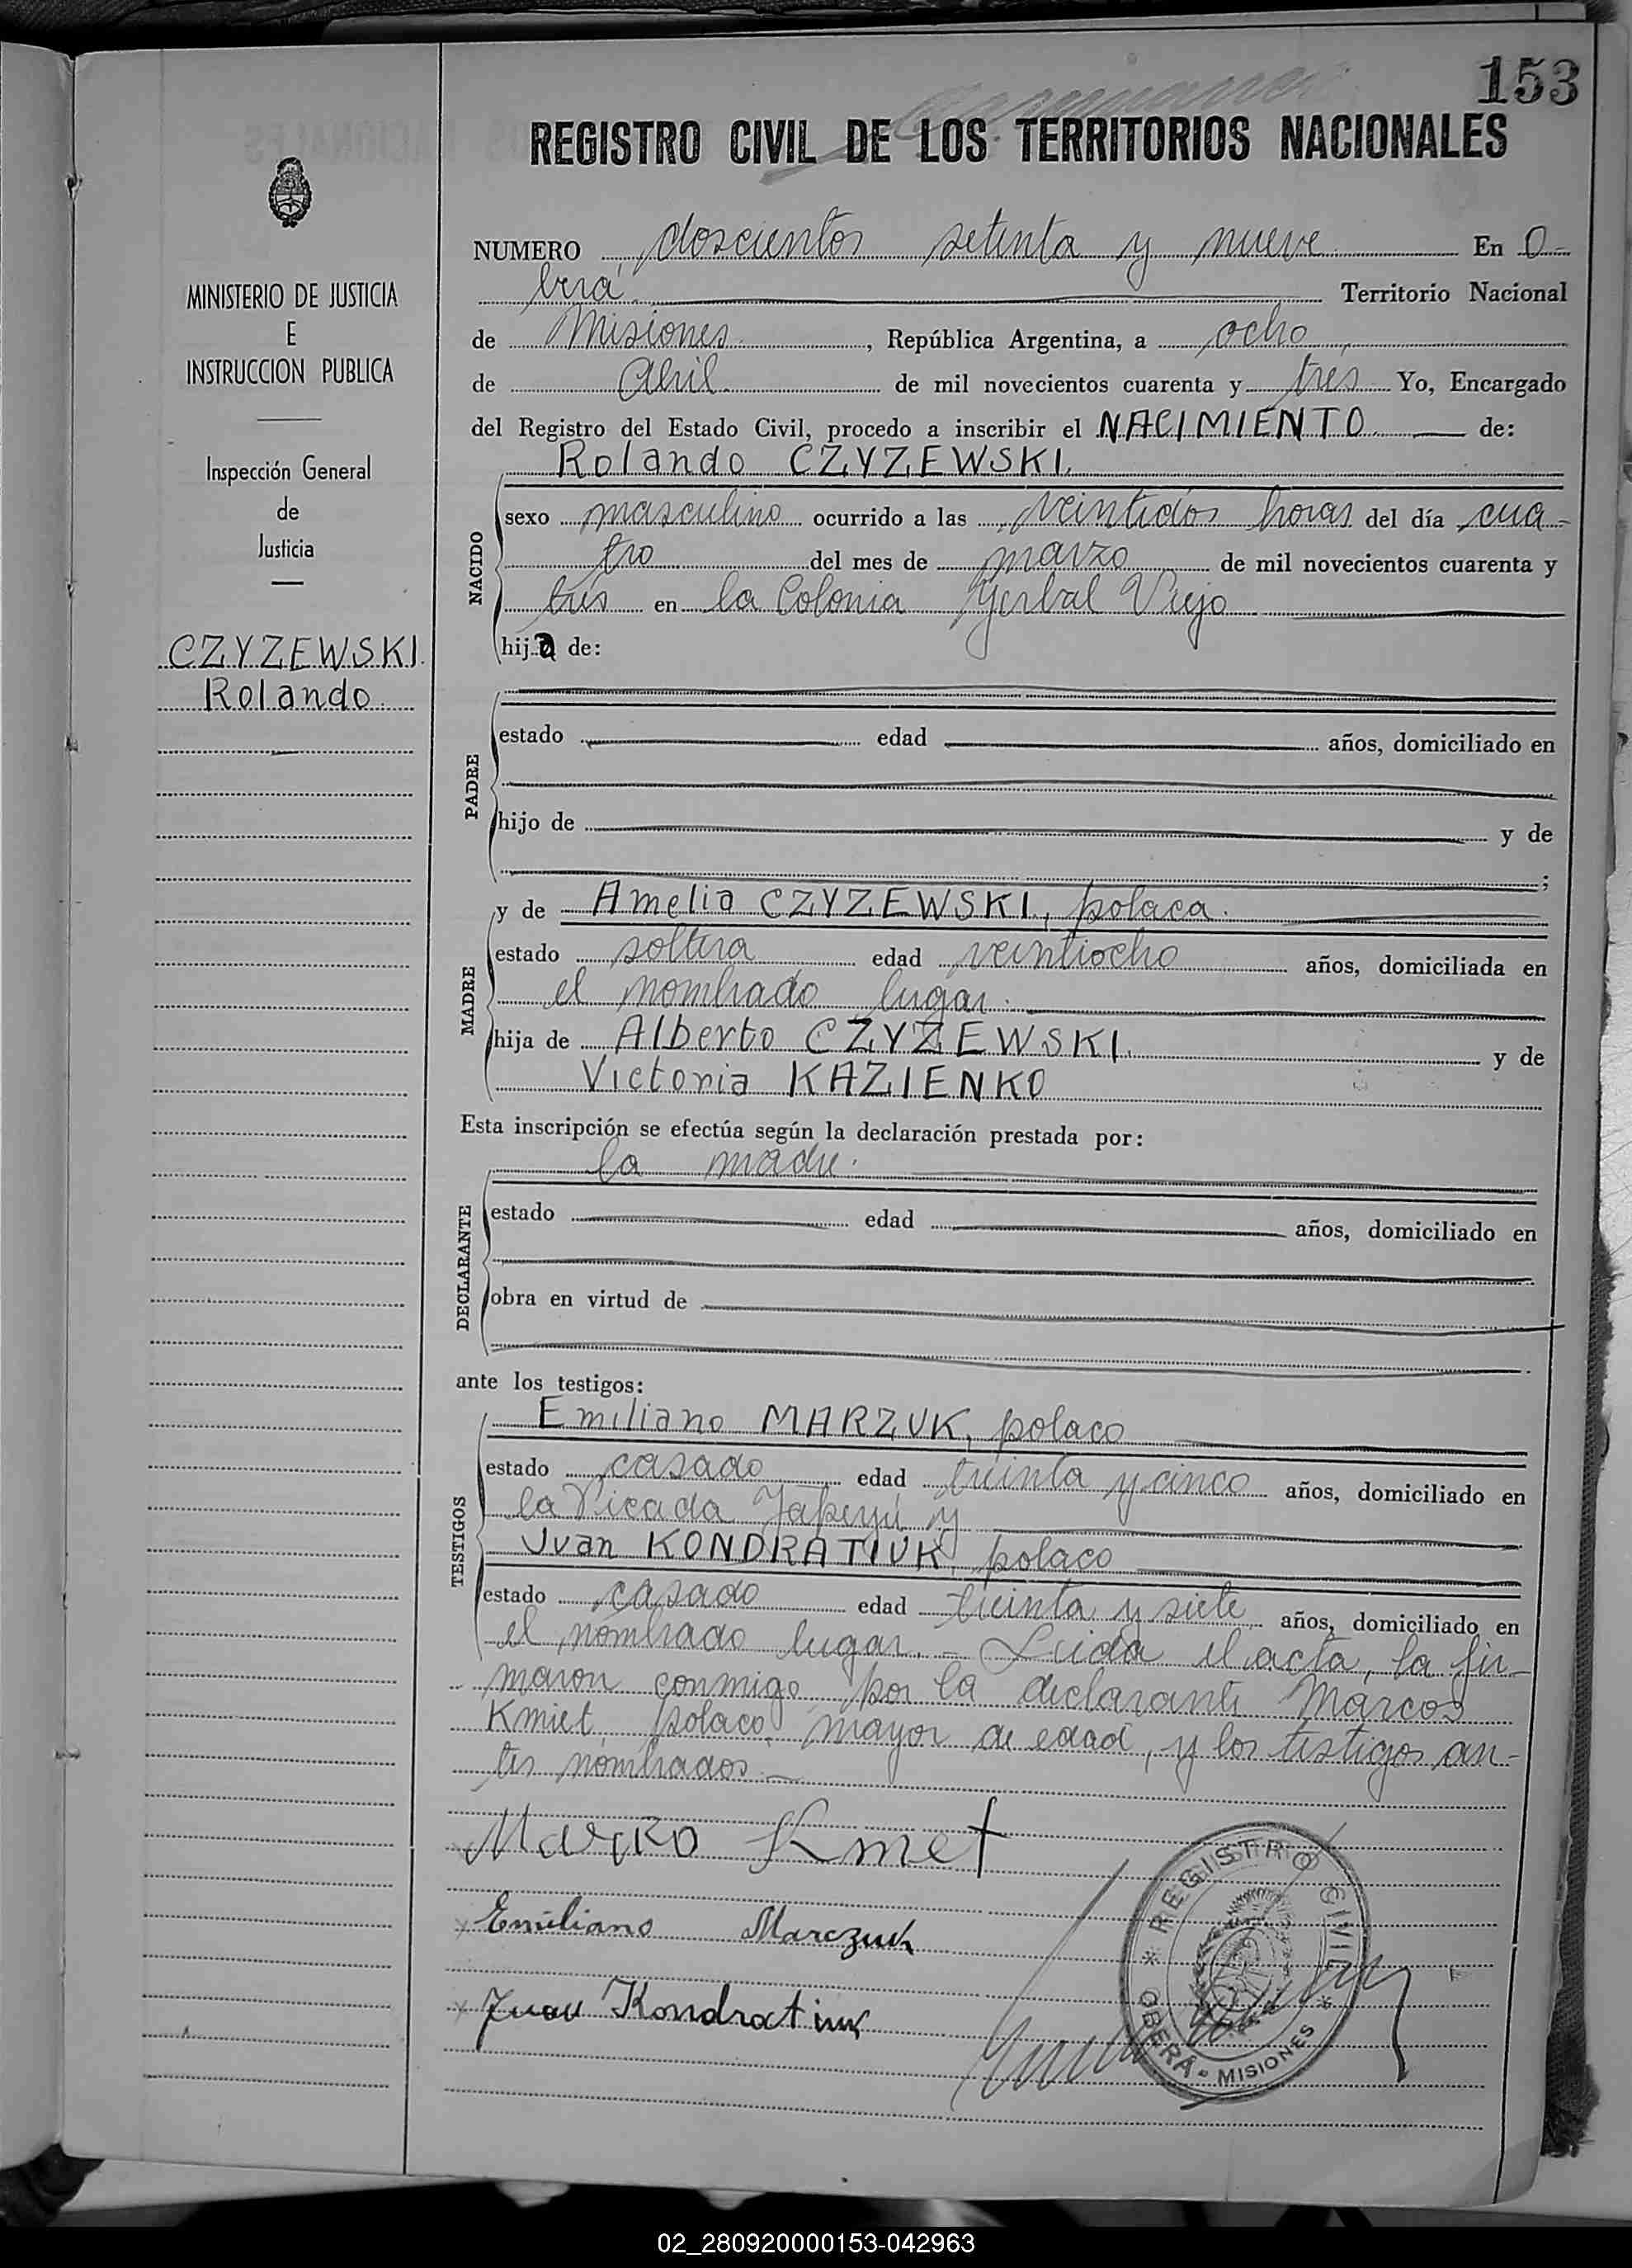 153
REGISTRO CIVIL DE LOS TERRITORIOS NACIONALES
MINISTERIO DE JUSTICIA
E
INSTRUCCION PUBLICA
Inspección General
de
Justicia
CZYZEWSKI.
Rolando.
NUMERO doscientos setenta y nueve En O-
berá Territorio Nacional
de Misiones, República Argentina, a ocho
de Abril de mil novecientos cuarenta y tres Yo, Encargado
del Registro del Estado Civil, procedo a inscribir el NACIMIENTO de:
Rolando CZYZEWSKI.
NACIDO
sexo masculino ocurrido a las veintidós horas del día cua-
tro del mes de marzo de mil novecientos cuarenta y
tres en la Colonia Yerbal Viejo
hijo de:
PADRE
estado edad años, domiciliado en
hijo de y de
;
MADRE
y de Amelia CZYZEWSKI, polaca.
estado soltera edad veintiocho años, domiciliada en
el nombrado lugar.
hija de Alberto CZYZEWSKI. y de
Victoria KAZIENKO
Esta inscripción se efectúa según la declaración prestada por:
la madre.
DECLARANTE
estado edad años, domiciliado en
obra en virtud de
ante los testigos:
TESTIGOS
Emiliano MARZUK, polaco
estado casado edad treinta y cinco años, domiciliado en
la Picada Yapeyú y
Juan KONDRATIUK, polaco
estado casado edad treinta y siete años, domiciliado en
el nombrado lugar. - Leida el acta, la fir-
maron conmigo por la declarante Marcos
Kmiet polaco, mayor de edad, y los testigos an-
tes nombrados.-
Marko Kmet
Emiliano Marczuk
Juan Kondratiuk
* REGISTRO CIVIL *
OBERÁ - MISIONES
02_280920000153-042963